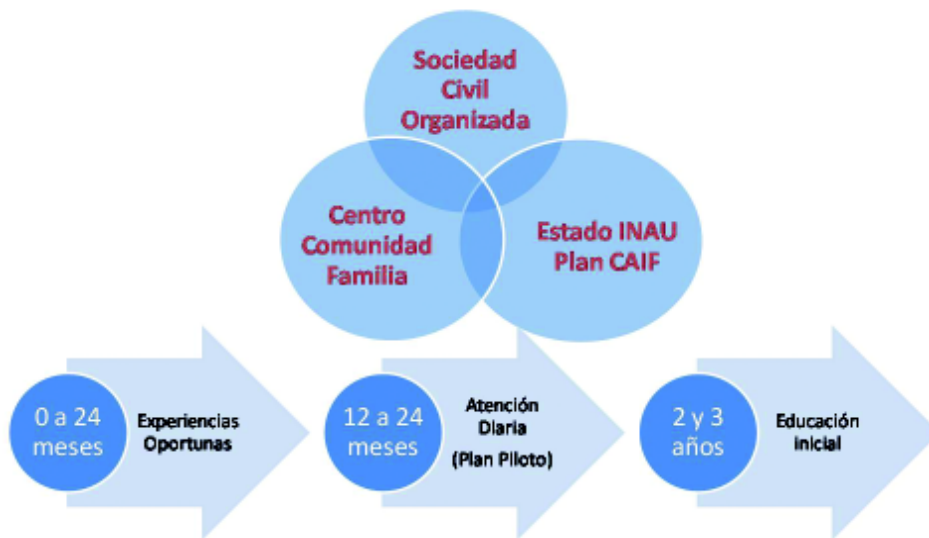 Sociedad
Civil
Organizada
Centro
Comunidad
Familia
Estado INAU
Plan CAIF
0 a 24
meses
Experiencias
Oportunas
12 a 24
meses
Atención
Diaria
(Plan Piloto)
2 y 3
años
Educación
inicial